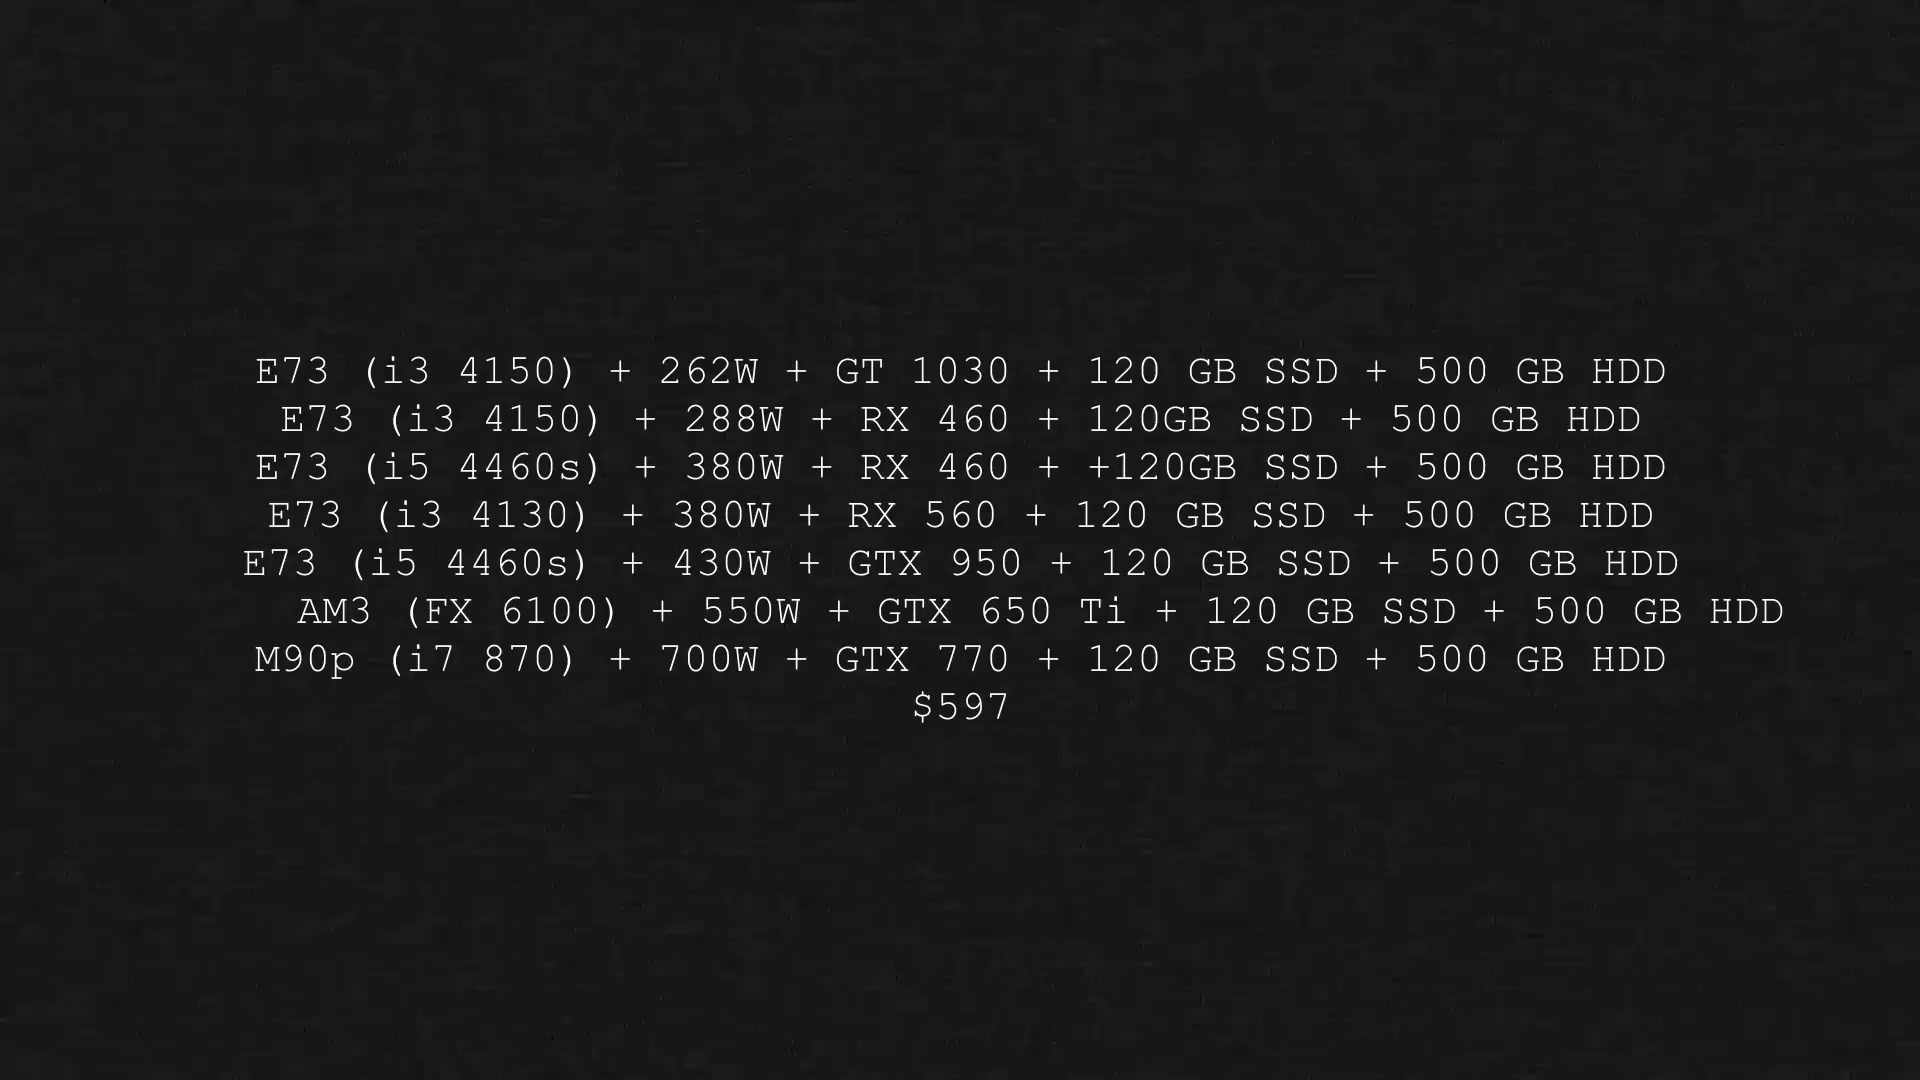 E73 (i3 4150) + 262W + GT 1030 + 120 GB SSD + 500 GB HDD
E73 (i3 4150) + 288W + RX 460 + 120GB SSD + 500 GB HDD
E73 (i5 4460s) + 380W + RX 460 + +120GB SSD + 500 GB HDD
E73 (i3 4130) + 380W + RX 560 + 120 GB SSD + 500 GB HDD
E73 (i5 4460s) + 430W + GTX 950 + 120 GB SSD + 500 GB HDD
AM3 (FX 6100) + 550W + GTX 650 Ti + 120 GB SSD + 500 GB HDD
M90p (i7 870) + 700W + GTX 770 + 120 GB SSD + 500 GB HDD
$597